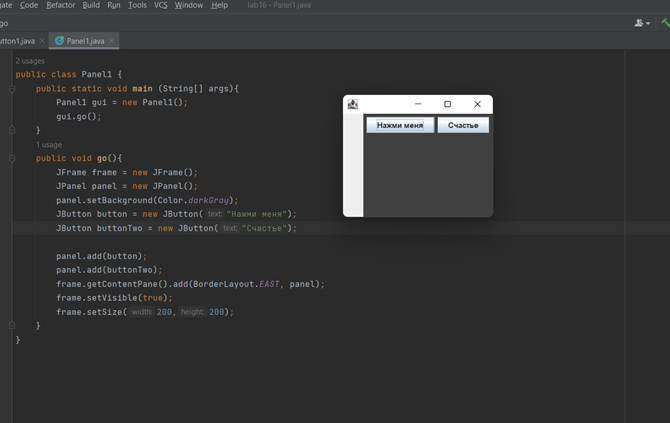 gate Code Refactor Build Run Tools VCS Window Help lab16 - Panel1.java
go
utton1.java × Panel1.java ×
2 usages
public class Panel1 {
public static void main (String[] args){
Panel1 gui = new Panel1();
gui.go();
}
1 usage
public void go(){
JFrame frame = new JFrame();
JPanel panel = new JPanel();
panel.setBackground(Color.darkGray);
JButton button = new JButton( text: "Нажми меня");
JButton buttonTwo = new JButton( text: "Счастье");
panel.add(button);
panel.add(buttonTwo);
frame.getContentPane().add(BorderLayout.EAST, panel);
frame.setVisible(true);
frame.setSize( width: 200, height: 200);
}
}
Нажми меня Счастье